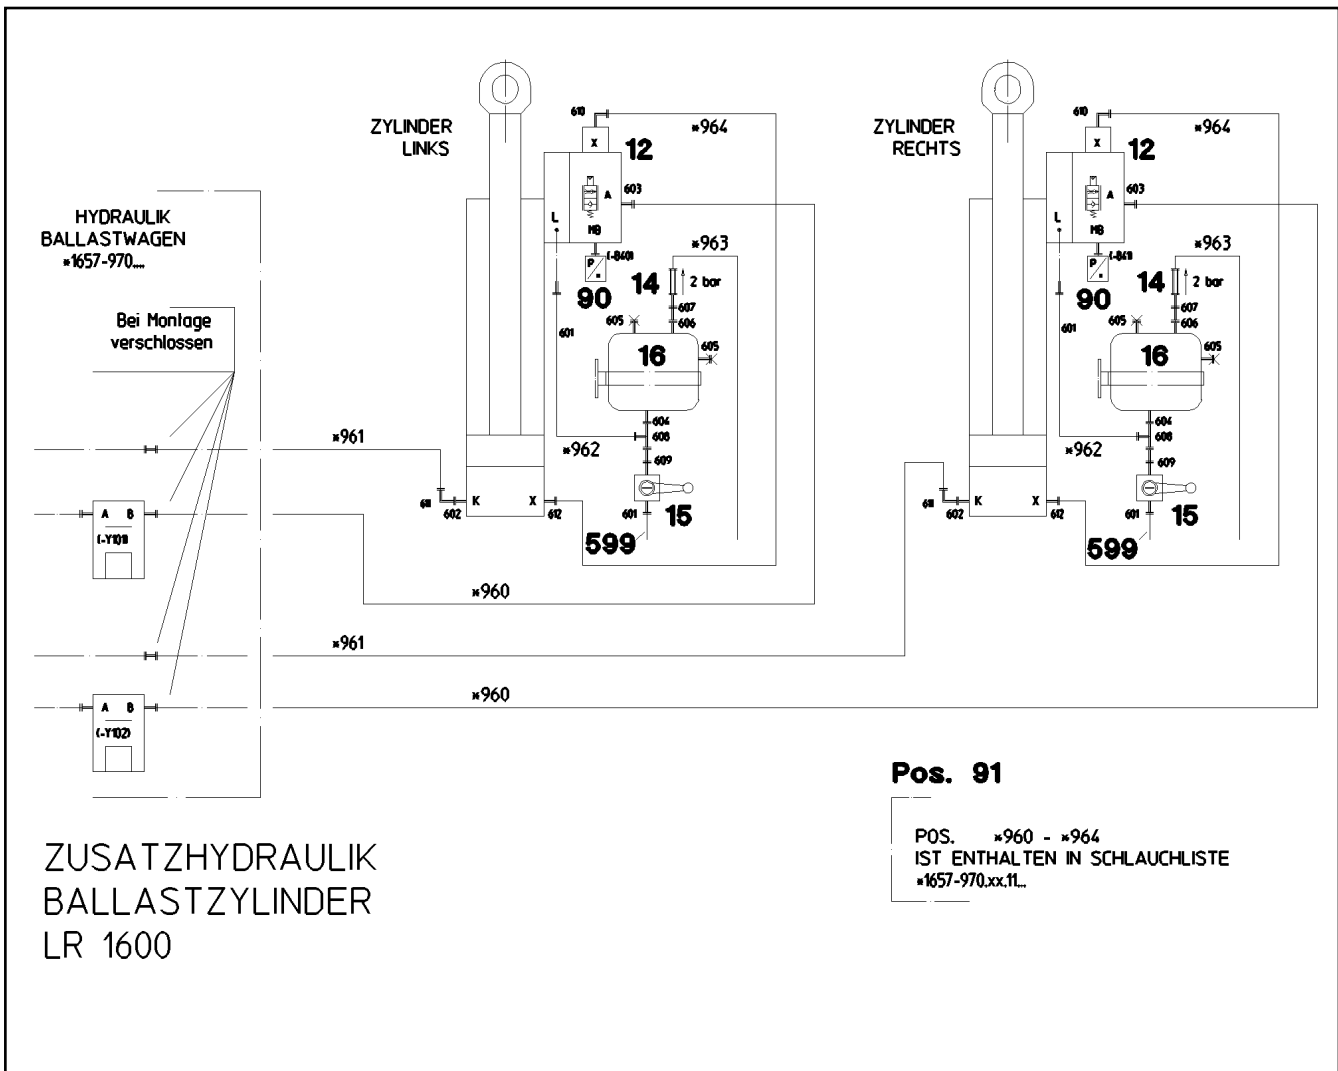 ZYLINDER
LINKS
610
X
12
*964
603
A
L
MB
(-B40)
P
90
*963
14
2 bar
607
606
605
601
16
605
604
608
*962
609
611
602
K
X
612
601
15
599
ZYLINDER
RECHTS
610
X
12
*964
603
A
L
MB
(-B41)
P
90
*963
14
2 bar
607
606
605
601
16
605
604
608
*962
609
611
602
K
X
612
601
15
599
HYDRAULIK
BALLASTWAGEN
*1657-970....
Bei Montage
verschlossen
*961
A B
(-Y101)
*960
*961
*960
A B
(-Y102)
Pos. 91
POS. *960 - *964
IST ENTHALTEN IN SCHLAUCHLISTE
*1657-970.xx.11...
ZUSATZHYDRAULIK
BALLASTZYLINDER
LR 1600